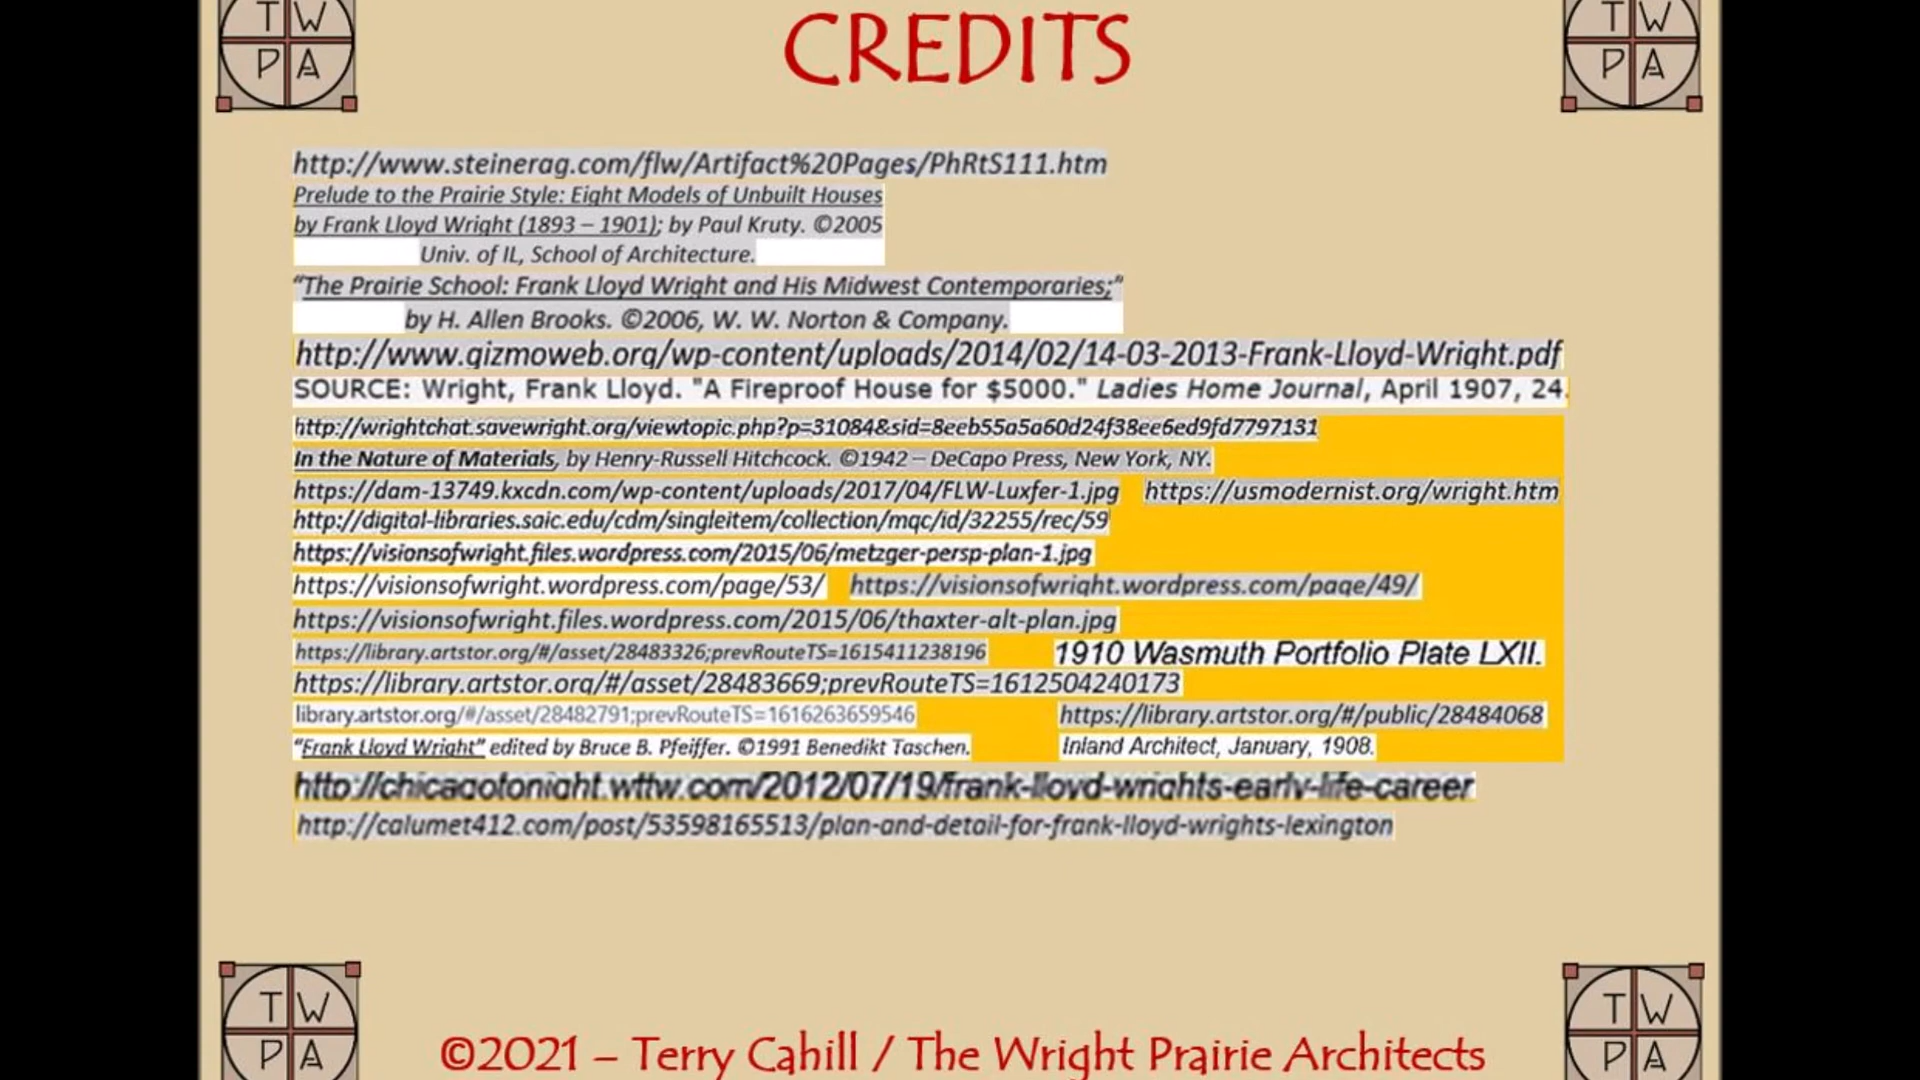 T W
P A
CREDITS
T W
P A
http://www.steinerag.com/flw/Artifact%20Pages/PhRtS111.htm
Prelude to the Prairie Style: Eight Models of Unbuilt Houses
by Frank Lloyd Wright (1893 – 1901); by Paul Kruty. ©2005
Univ. of IL, School of Architecture.
“The Prairie School: Frank Lloyd Wright and His Midwest Contemporaries;”
by H. Allen Brooks. ©2006, W. W. Norton & Company.
http://www.gizmoweb.org/wp-content/uploads/2014/02/14-03-2013-Frank-Lloyd-Wright.pdf
SOURCE: Wright, Frank Lloyd. "A Fireproof House for $5000." Ladies Home Journal, April 1907, 24.
http://wrightchat.savewright.org/viewtopic.php?p=31084&sid=8eeb55a5a60d24f38ee6ed9fd7797131
In the Nature of Materials, by Henry-Russell Hitchcock. ©1942 – DeCapo Press, New York, NY.
https://dam-13749.kxcdn.com/wp-content/uploads/2017/04/FLW-Luxfer-1.jpg https://usmodernist.org/wright.htm
http://digital-libraries.saic.edu/cdm/singleitem/collection/mqc/id/32255/rec/59
https://visionsofwright.files.wordpress.com/2015/06/metzger-persp-plan-1.jpg
https://visionsofwright.wordpress.com/page/53/ https://visionsofwright.wordpress.com/page/49/
https://visionsofwright.files.wordpress.com/2015/06/thaxter-alt-plan.jpg
https://library.artstor.org/#/asset/28483326;prevRouteTS=1615411238196 1910 Wasmuth Portfolio Plate LXII.
https://library.artstor.org/#/asset/28483669;prevRouteTS=1612504240173
library.artstor.org/#/asset/28482791;prevRouteTS=1616263659546 https://library.artstor.org/#/public/28484068
“Frank Lloyd Wright” edited by Bruce B. Pfeiffer. ©1991 Benedikt Taschen. Inland Architect, January, 1908.
http://chicagotonight.wttw.com/2012/07/19/frank-lloyd-wrights-early-life-career
http://calumet412.com/post/53598165513/plan-and-detail-for-frank-lloyd-wrights-lexington
T W
P A
©2021 – Terry Cahill / The Wright Prairie Architects
T W
P A